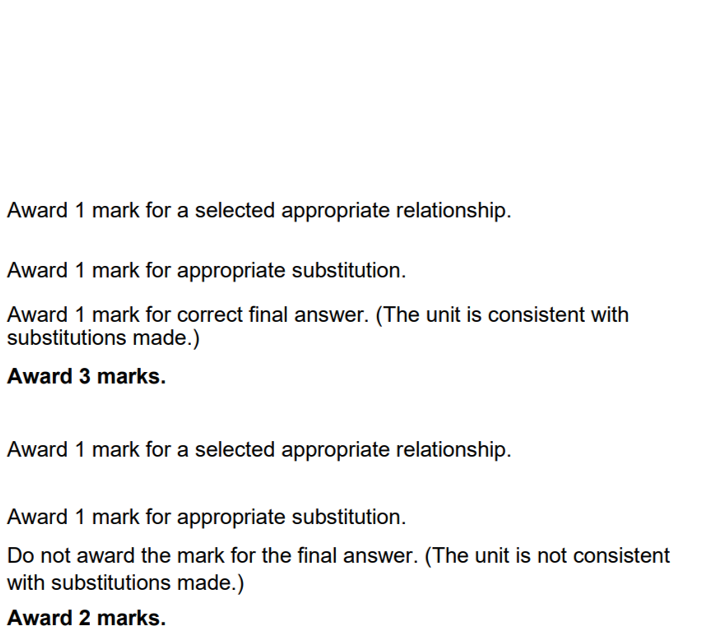 Award 1 mark for a selected appropriate relationship.
Award 1 mark for appropriate substitution.
Award 1 mark for correct final answer. (The unit is consistent with
substitutions made.)
Award 3 marks.
Award 1 mark for a selected appropriate relationship.
Award 1 mark for appropriate substitution.
Do not award the mark for the final answer. (The unit is not consistent
with substitutions made.)
Award 2 marks.